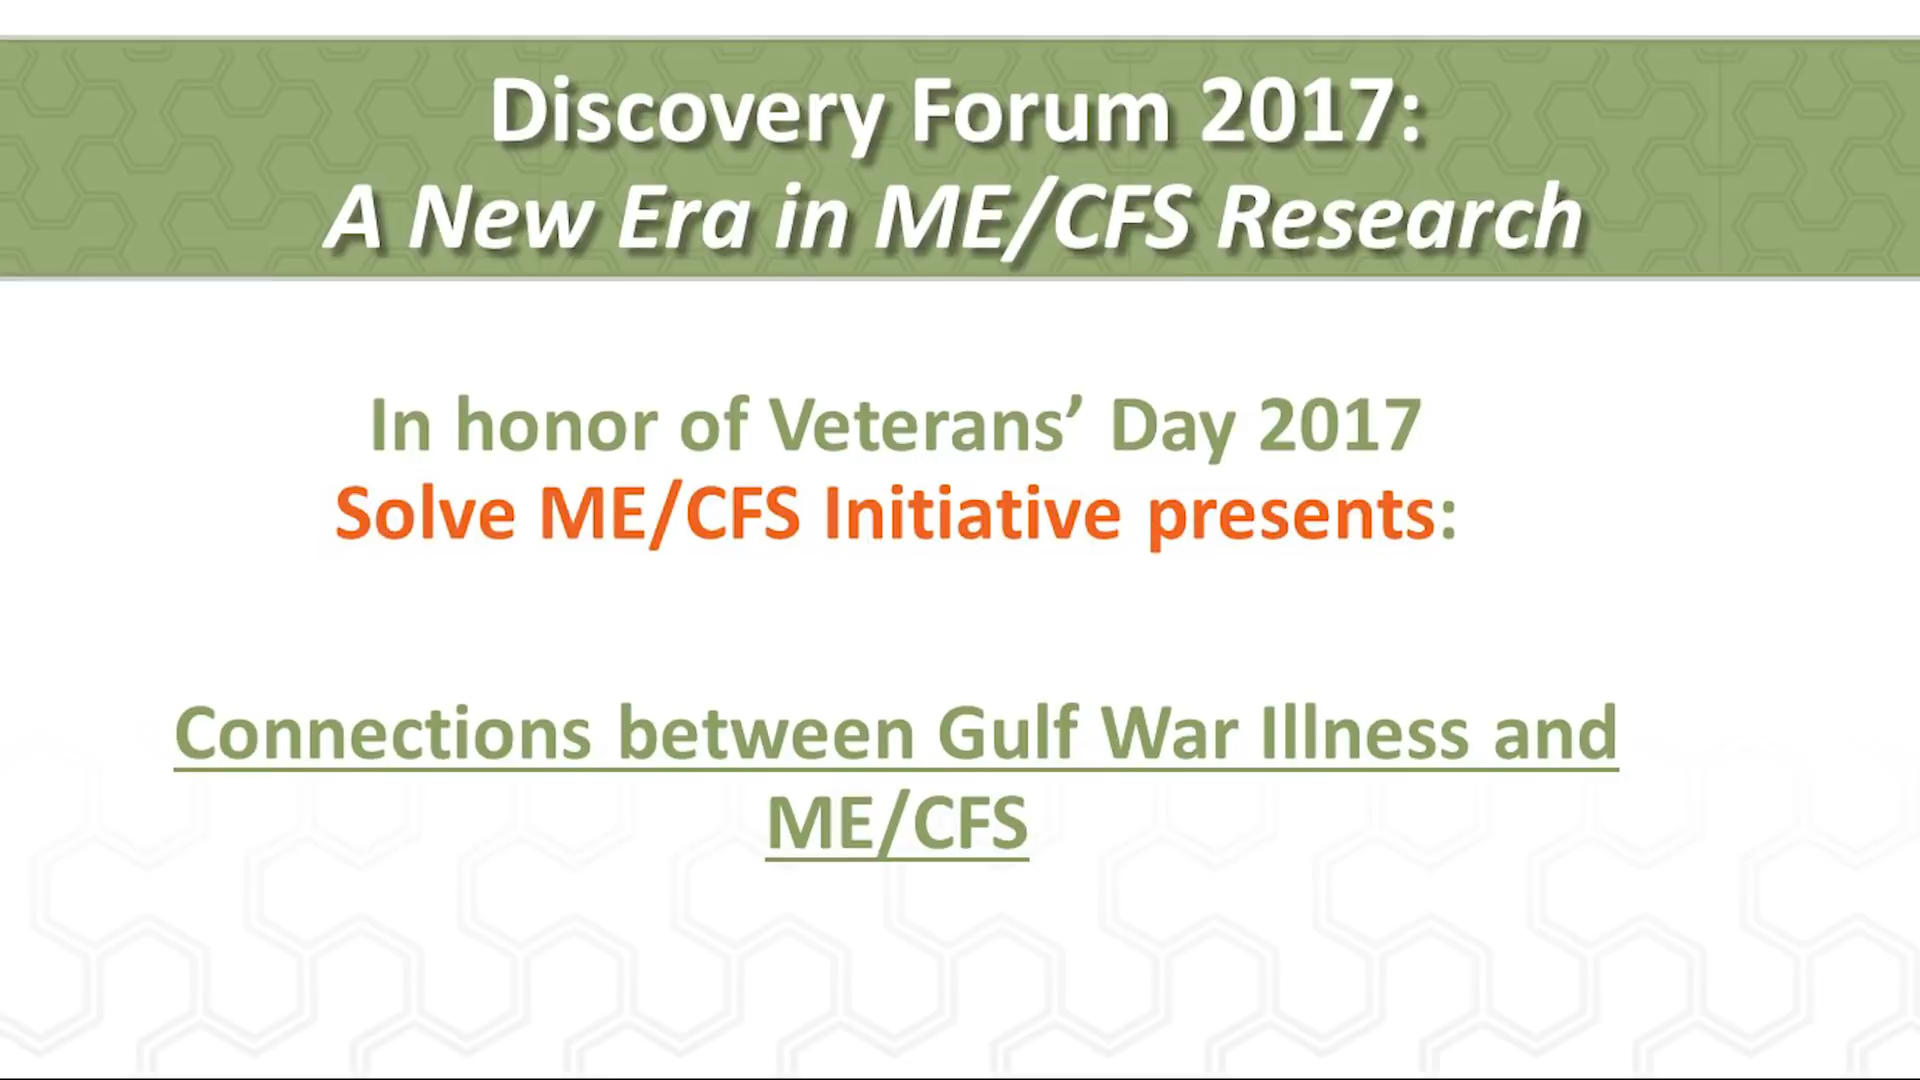 Discovery Forum 2017:
A New Era in ME/CFS Research
In honor of Veterans’ Day 2017
Solve ME/CFS Initiative presents:
Connections between Gulf War Illness and
ME/CFS